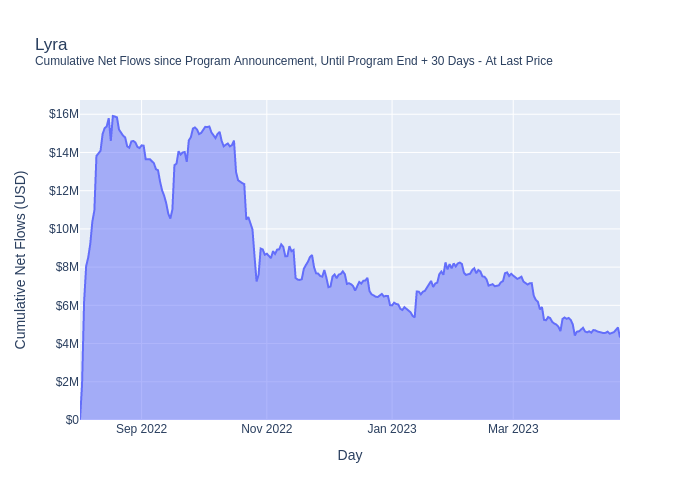 Lyra
Cumulative Net Flows since Program Announcement, Until Program End + 30 Days - At Last Price
Cumulative Net Flows (USD)
$16M
$14M
$12M
$10M
$8M
$6M
$4M
$2M
$0
Sep 2022
Nov 2022
Jan 2023
Mar 2023
Day